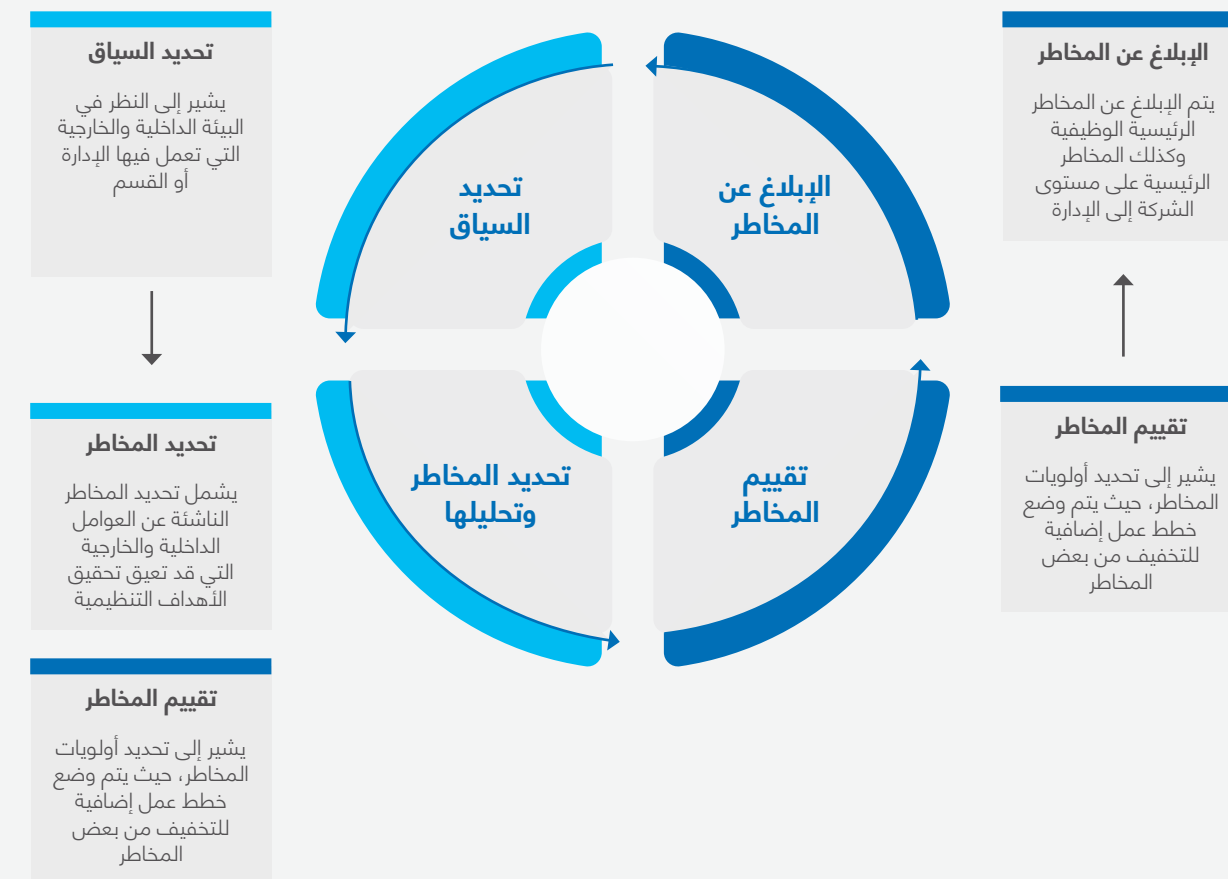 الإبلاغ عن المخاطر
يتم الإبلاغ عن المخاطر
الرئيسية الوظيفية
وكذلك المخاطر
الرئيسية على مستوى
الشركة إلى الإدارة
تقييم المخاطر
يشير إلى تحديد أولويات
المخاطر، حيث يتم وضع
خطط عمل إضافية
للتخفيف من بعض
المخاطر
الإبلاغ عن
المخاطر
تحديد
السياق
تقييم
المخاطر
تحديد المخاطر
وتحليلها
تحديد السياق
يشير إلى النظر في
البيئة الداخلية والخارجية
التي تعمل فيها الإدارة
أو القسم
تحديد المخاطر
يشمل تحديد المخاطر
الناشئة عن العوامل
الداخلية والخارجية
التي قد تعيق تحقيق
الأهداف التنظيمية
تقييم المخاطر
يشير إلى تحديد أولويات
المخاطر، حيث يتم وضع
خطط عمل إضافية
للتخفيف من بعض
المخاطر